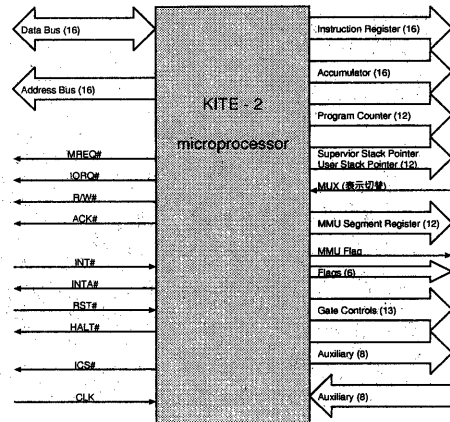 Data Bus (16)
Address Bus (16)
MREQ#
IORQ#
R/W#
ACK#
INT#
INTA#
RST#
HALT#
ICS#
CLK
KITE - 2
microprocessor
Instruction Register (16)
Accumulator (16)
Program Counter (12)
Supervior Stack Pointer
User Stack Pointer (12)
MUX (表示切替)
MMU Segment Register (12)
MMU Flag
Flags (6)
Gate Controls (13)
Auxiliary (8)
Auxiliary (8)